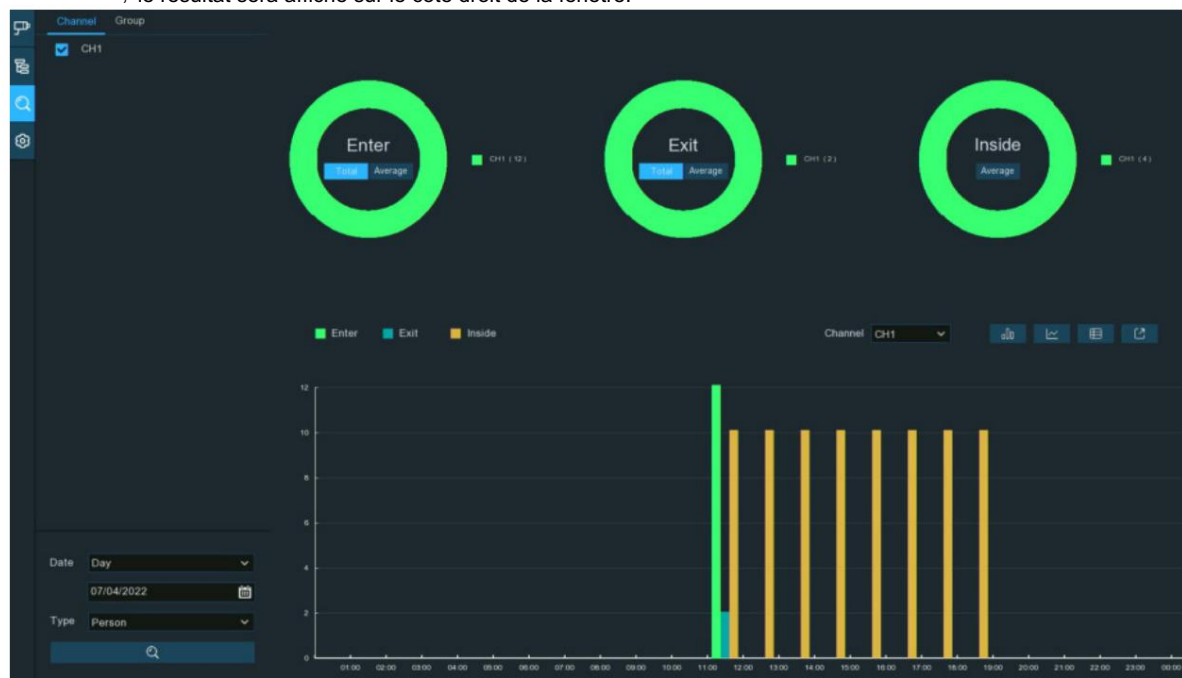 , le résultat sera affiché sur le côté droit de la fenêtre.
Channel Group
CH1
Enter
Total Average
CH1 ( 12 )
Exit
Total Average
CH1 ( 2 )
Inside
Average
CH1 ( 4 )
Enter Exit Inside
Channel CH1
12
10
8
6
4
2
0
01:00 02:00 03:00 04:00 05:00 06:00 07:00 08:00 09:00 10:00 11:00 12:00 13:00 14:00 15:00 16:00 17:00 18:00 19:00 20:00 21:00 22:00 23:00 00:00
Date Day
07/04/2022
Type Person